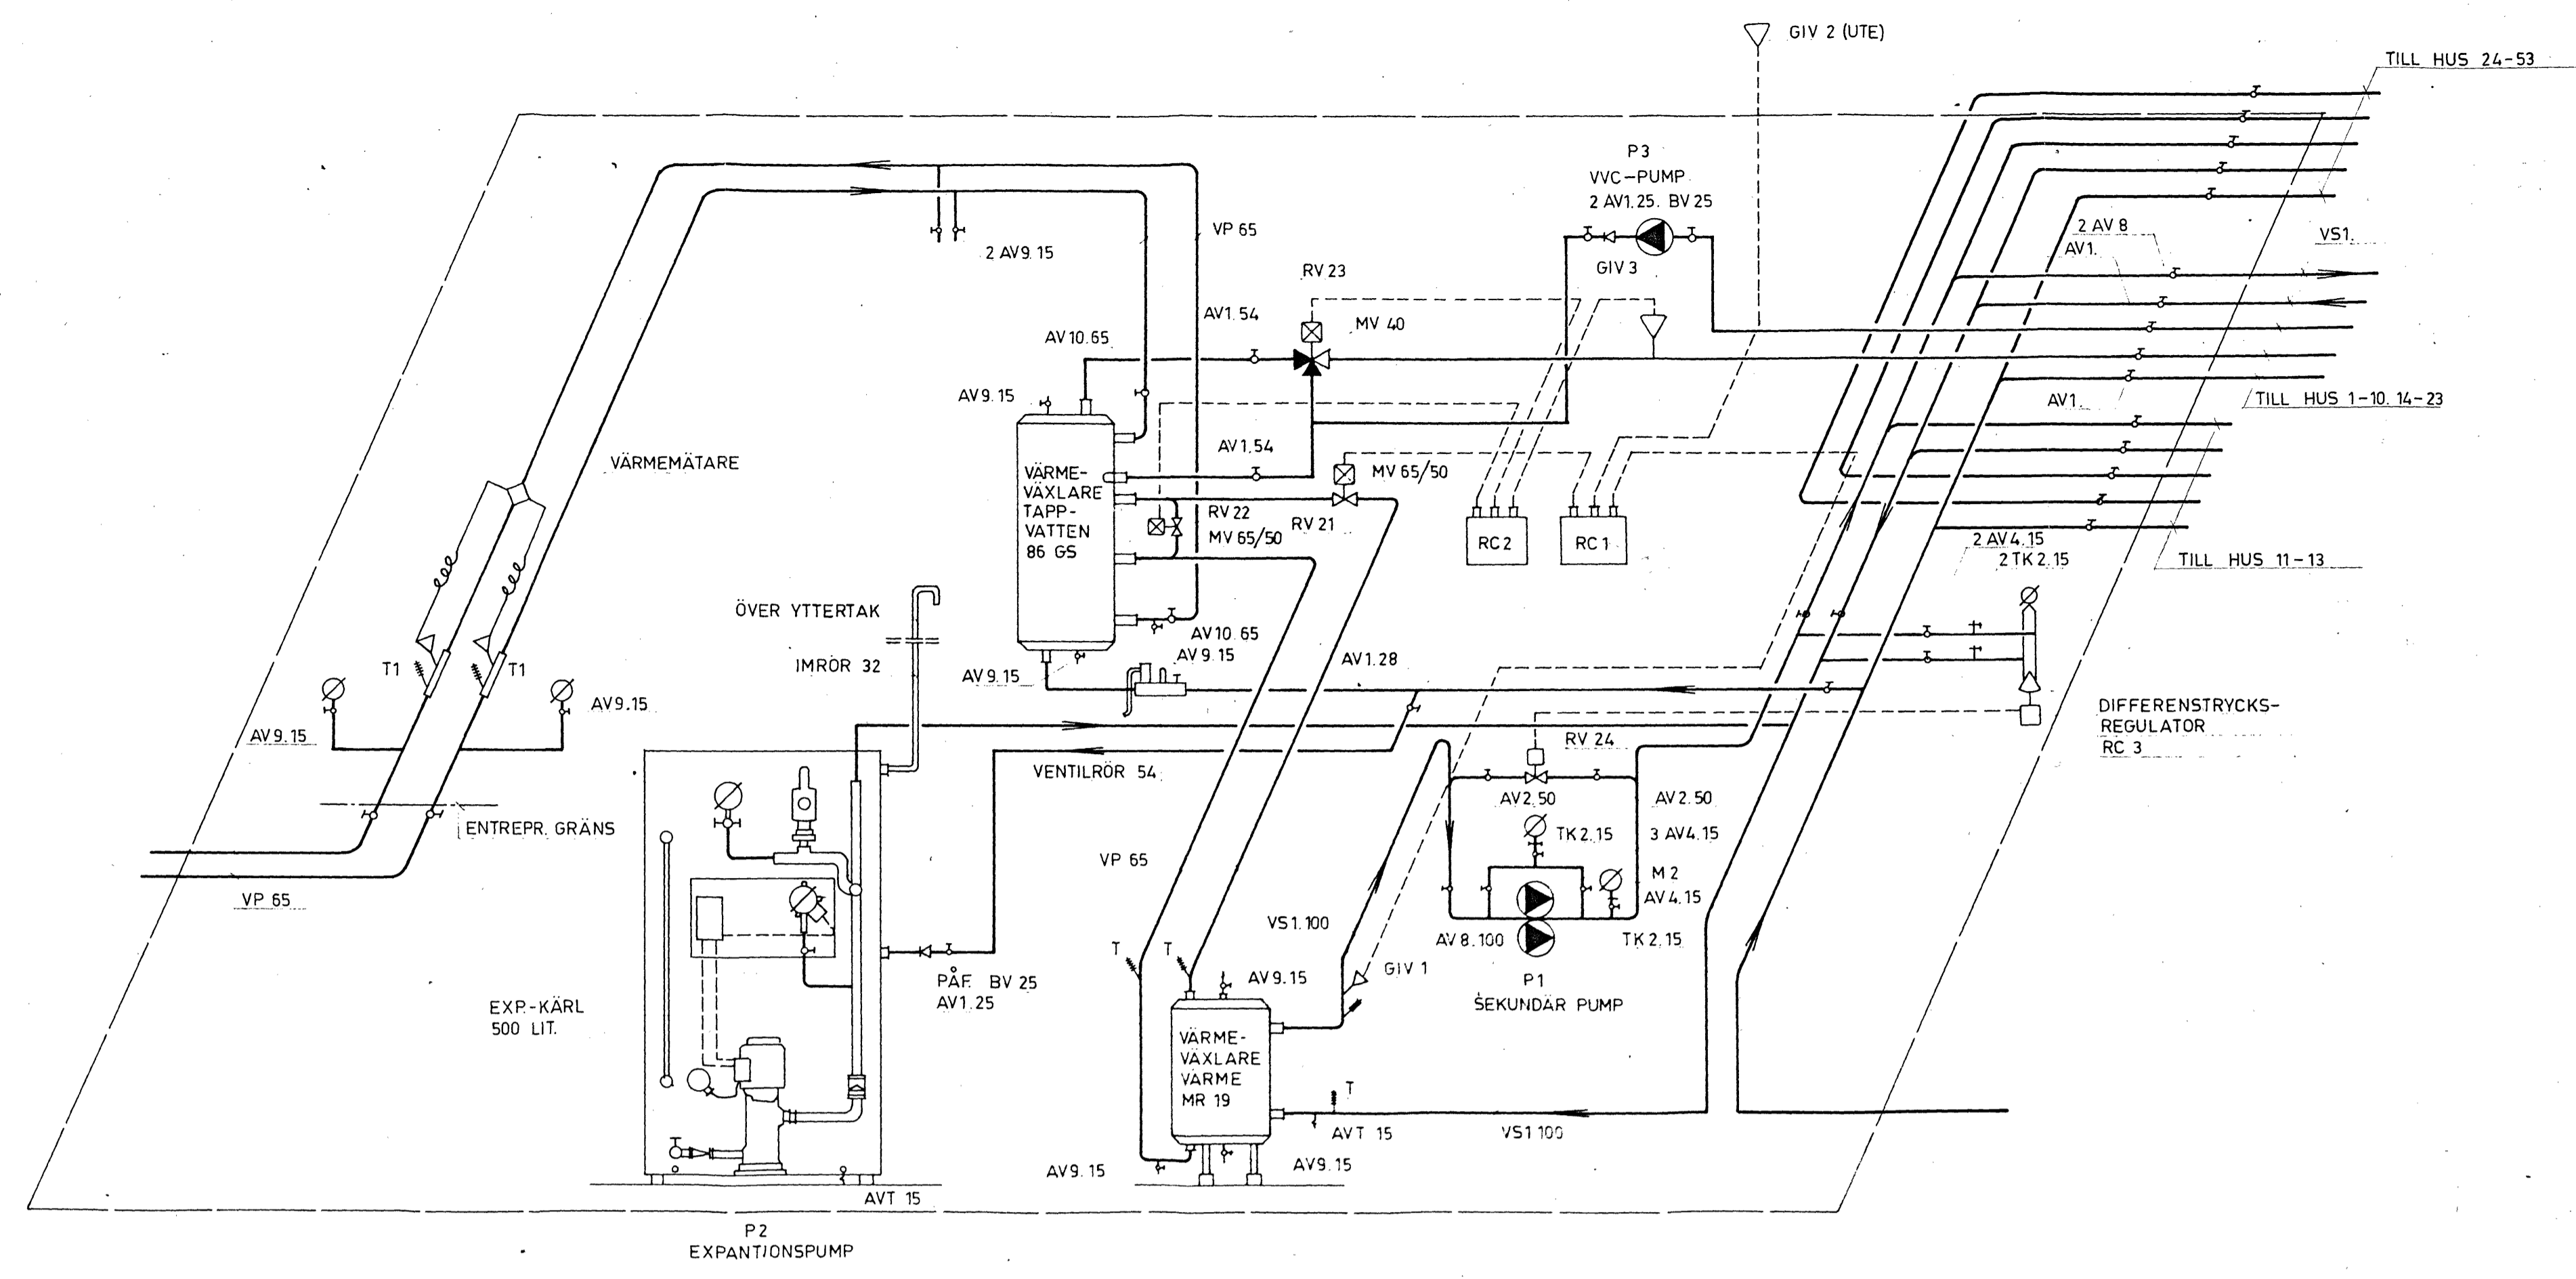 GIV 2 (UTE)
TILL HUS 24-53
P3
VVC-PUMP
2 AV1.25. BV 25
GIV 3
2 AV 8
AV1.
VS1.
VP 65
2 AV9.15
RV 23
MV 40
AV1.54
AV10.65
AV9.15
AV1.
TILL HUS 1-10. 14-23
VÄRMEMÄTARE
AV1.54
MV 65/50
VÄRME-
VÄXLARE
TAPP-
VATTEN
86 GS
RV 22
MV 65/50
RV 21
RC 2
RC 1
2 AV4.15
2 TK 2.15
TILL HUS 11-13
ÖVER YTTERTAK
IMRÖR 32
AV10.65
AV9.15
AV9.15
AV1.28
T1
T1
AV9.15
AV9.15
DIFFERENSTRYCKS-
REGULATOR
RC 3
RV 24
VENTILRÖR 54
AV2.50
AV2.50
ENTREPR. GRÄNS
TK2.15
3 AV4.15
VP 65
M 2
AV4.15
VP 65
VS1.100
AV8.100
TK2.15
T
T
AV9.15
GIV 1
P1
SEKUNDÄR PUMP
PÅF. BV 25
AV1.25
EXP.-KÄRL
500 LIT.
VÄRME-
VÄXLARE
VÄRME
MR 19
T
AVT 15
VS1 100
AV9.15
AV9.15
AVT 15
P2
EXPANTIONSPUMP